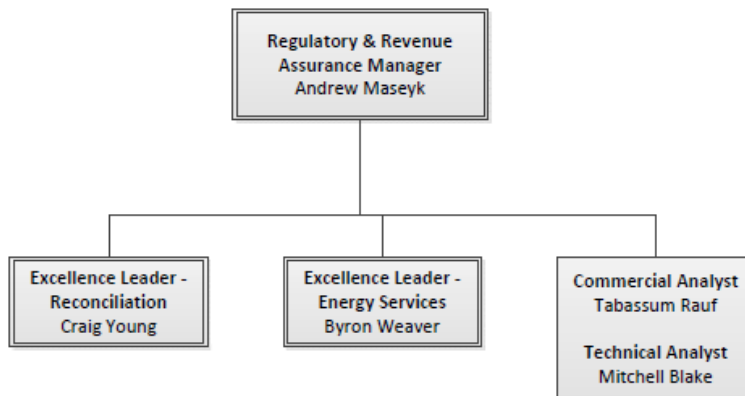 Regulatory & Revenue
Assurance Manager
Andrew Maseyk
Excellence Leader -
Reconciliation
Craig Young
Excellence Leader -
Energy Services
Byron Weaver
Commercial Analyst
Tabassum Rauf
Technical Analyst
Mitchell Blake